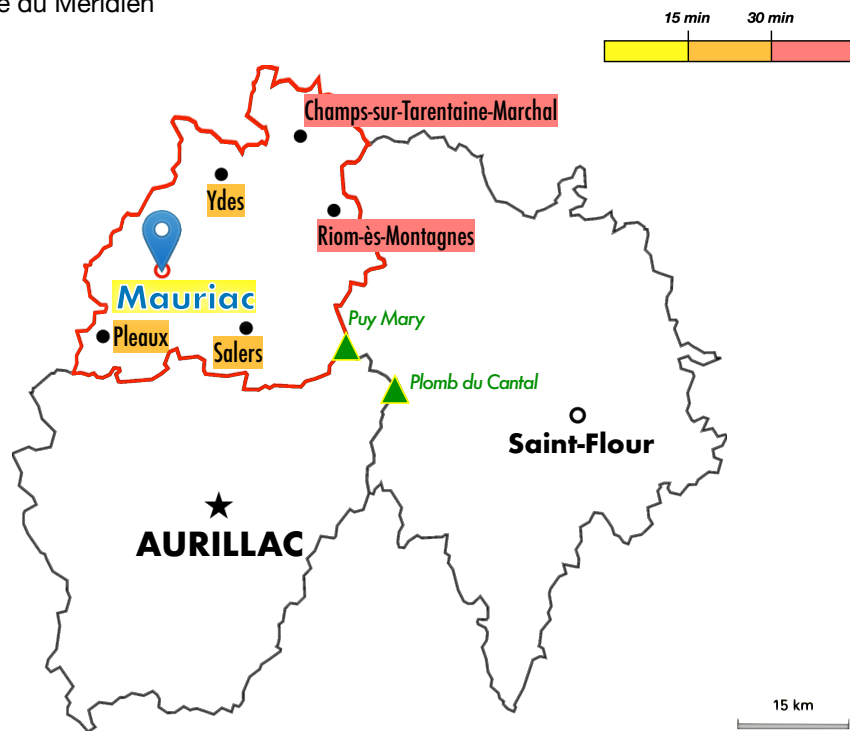 e du Méridien
15 min 30 min
Champs-sur-Tarentaine-Marchal
Ydes
Riom-ès-Montagnes
Mauriac
Puy Mary
Pleaux
Salers
Plomb du Cantal
Saint-Flour
AURILLAC
15 km